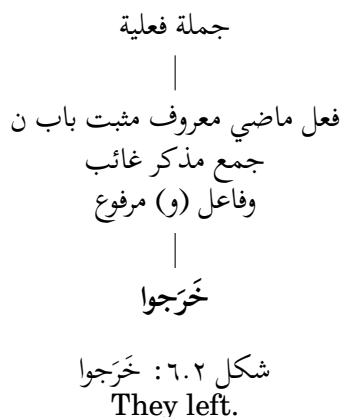 جملة فعلية
فعل ماضي معروف مثبت باب ن
جمع مذكر غائب
وفاعل (و) مرفوع
خَرَجوا
شكل ٦.٢: خَرَجوا
They left.